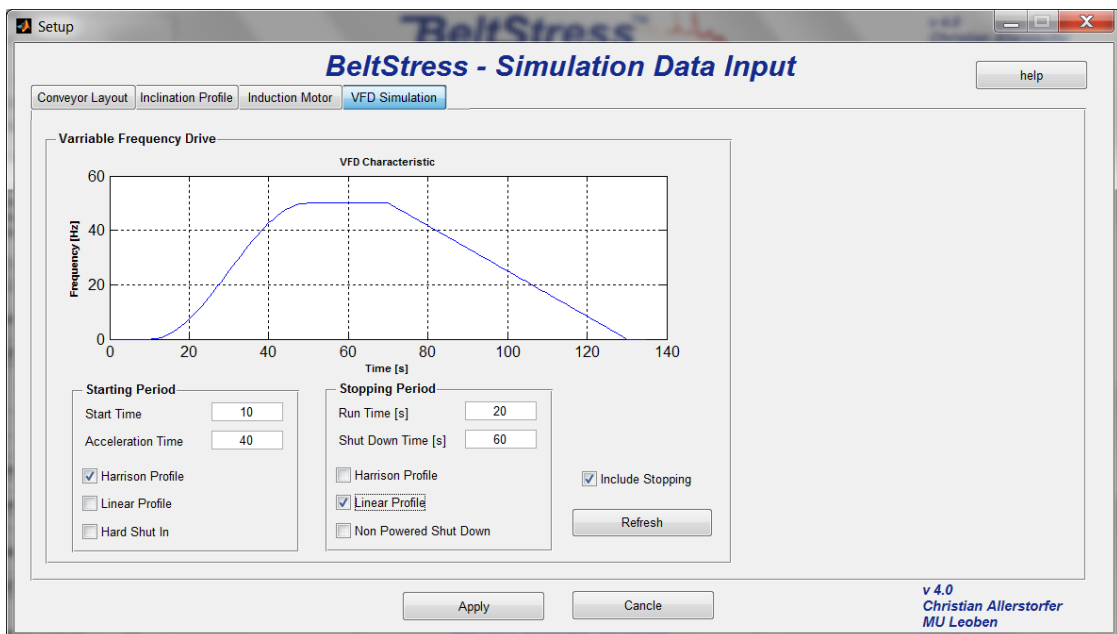 Setup
BeltStress™
v 4.0
BeltStress - Simulation Data Input
help
Conveyor Layout
Inclination Profile
Induction Motor
VFD Simulation
Varriable Frequency Drive
VFD Characteristic
60
40
20
0
Frequency [Hz]
0 20 40 60 80 100 120 140
Time [s]
Starting Period
Start Time 10
Acceleration Time 40
Harrison Profile
Linear Profile
Hard Shut In
Stopping Period
Run Time [s] 20
Shut Down Time [s] 60
Harrison Profile
Linear Profile
Non Powered Shut Down
Include Stopping
Refresh
Apply
Cancle
v 4.0
Christian Allerstorfer
MU Leoben